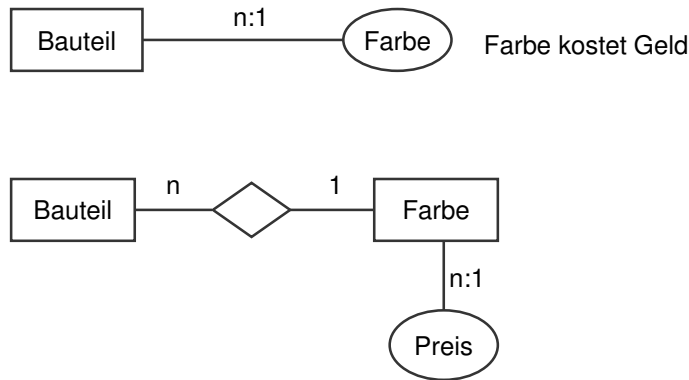 n:1
Bauteil Farbe Farbe kostet Geld
n 1
Bauteil Farbe
n:1
Preis